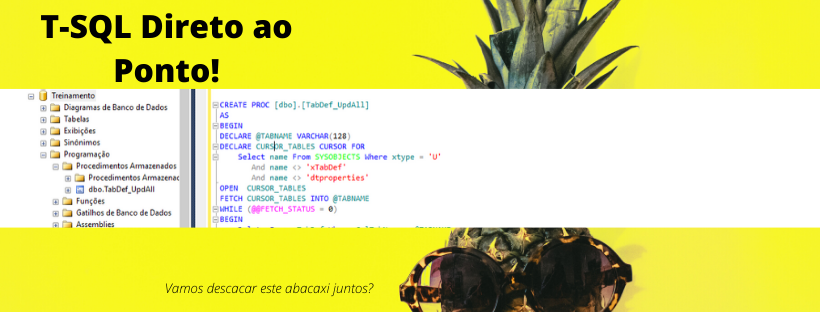 T-SQL Direto ao
Ponto!
Treinamento
Diagramas de Banco de Dados
Tabelas
Exibições
Sinônimos
Programação
Procedimentos Armazenados
Procedimentos Armazenac
dbo.TabDef_UpdAll
Funções
Gatilhos de Banco de Dados
Assemblies
CREATE PROC [dbo].[TabDef_UpdAll]
AS
BEGIN
DECLARE @TABNAME VARCHAR(128)
DECLARE CURSOR_TABLES CURSOR FOR
Select name From SYSOBJECTS Where xtype = 'U'
And name <> 'xTabDef'
And name <> 'dtproperties'
OPEN CURSOR_TABLES
FETCH CURSOR_TABLES INTO @TABNAME
WHILE (@@FETCH_STATUS = 0)
BEGIN
Vamos descacar este abacaxi juntos?